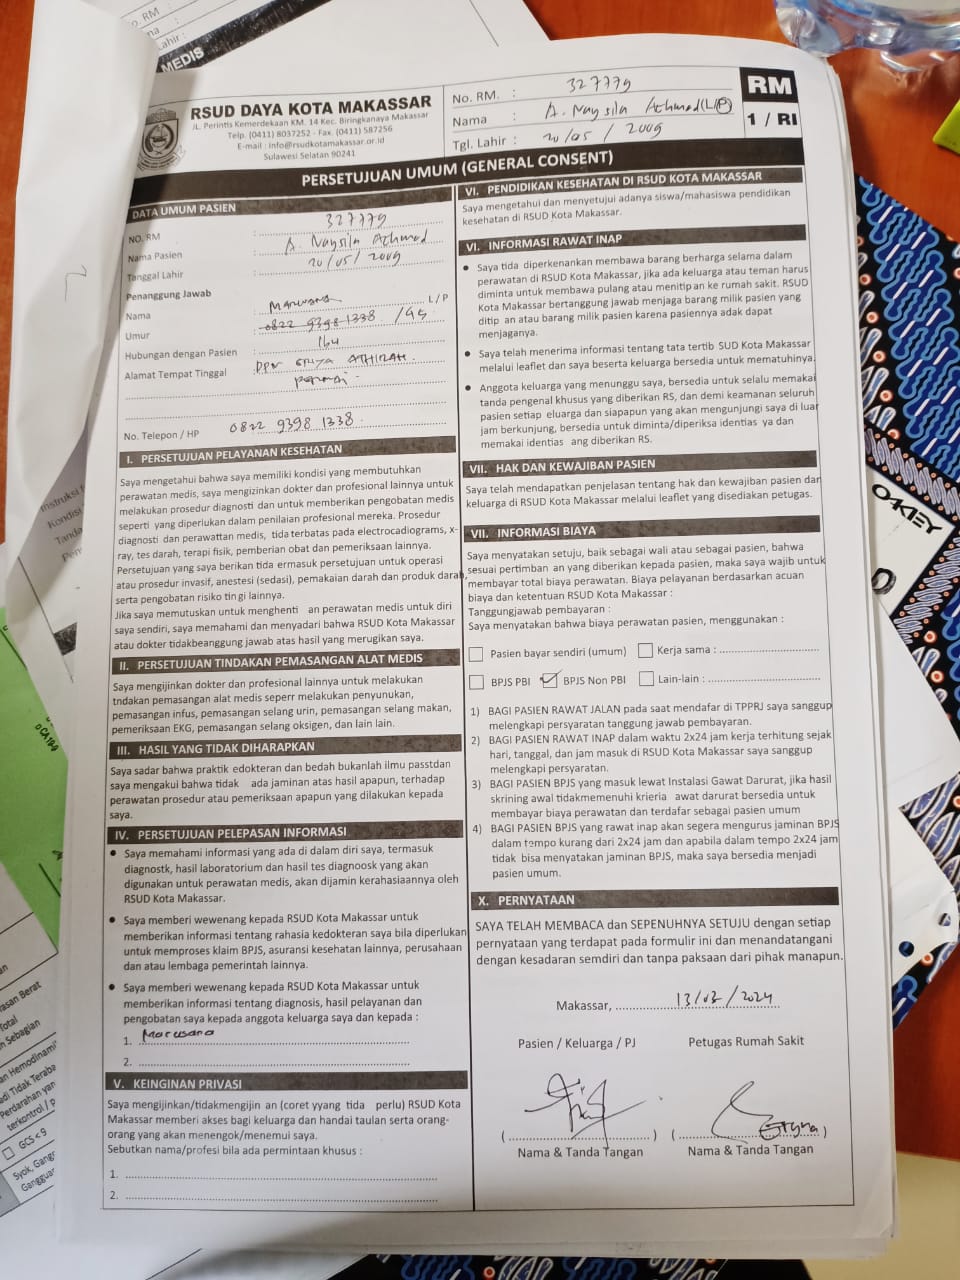 o. RM :
na :
Lahir :
MEDIS
RSUD DAYA KOTA MAKASSAR
JL. Perintis Kemerdekaan KM. 14 Kec. Biringkanaya Makassar
Telp. (0411) 8037252 - Fax. (0411) 587256
E-mail : info@rsudkotamakassar.or.id
Sulawesi Selatan 90241
No. RM. : 327779
Nama : A. Naysila Achmad (L/P)
Tgl. Lahir : 20/05/2009
RM
1 / RI
PERSETUJUAN UMUM (GENERAL CONSENT)
DATA UMUM PASIEN
NO. RM : 327779
Nama Pasien : A. Naysila Achmad
Tanggal Lahir : 20/05/2009
Penanggung Jawab
Nama : L/P
Umur : 0822 9398 1338 /45
Hubungan dengan Pasien :
Alamat Tempat Tinggal : ATHIRAH
Permai
No. Telepon / HP 0822 9398 1338
I. PERSETUJUAN PELAYANAN KESEHATAN
Saya mengetahui bahwa saya memiliki kondisi yang membutuhkan
perawatan medis, saya mengizinkan dokter dan profesional lainnya untuk
melakukan prosedur diagnosti dan untuk memberikan pengobatan medis
seperti yang diperlukan dalam penilaian profesional mereka. Prosedur
diagnosti dan perawattan medis, tida terbatas pada electrocadiograms, x-
ray, tes darah, terapi fisik, pemberian obat dan pemeriksaan lainnya.
Persetujuan yang saya berikan tida ermasuk persetujuan untuk operasi
atau prosedur invasif, anestesi (sedasi), pemakaian darah dan produk darah,
serta pengobatan risiko tin gi lainnya.
Jika saya memutuskan untuk menghenti an perawatan medis untuk diri
saya sendiri, saya memahami dan menyadari bahwa RSUD Kota Makassar
atau dokter tidakbeanggung jawab atas hasil yang merugikan saya.
II. PERSETUJUAN TINDAKAN PEMASANGAN ALAT MEDIS
Saya mengijinkan dokter dan profesional lainnya untuk melakukan
tndakan pemasangan alat medis seperr melakukan penyunukan,
pemasangan infus, pemasangan selang urin, pemasangan selang makan,
pemeriksaan EKG, pemasangan selang oksigen, dan lain lain.
III. HASIL YANG TIDAK DIHARAPKAN
Saya sadar bahwa praktik edokteran dan bedah bukanlah ilmu passtdan
saya mengakui bahwa tidak ada jaminan atas hasil apapun, terhadap
perawatan prosedur atau pemeriksaan apapun yang dilakukan kepada
saya.
IV. PERSETUJUAN PELEPASAN INFORMASI
● Saya memahami informasi yang ada di dalam diri saya, termasuk
diagnostk, hasil laboratorium dan hasil tes diagnoosk yang akan
digunakan untuk perawatan medis, akan dijamin kerahasiaannya oleh
RSUD Kota Makassar.
● Saya memberi wewenang kepada RSUD Kota Makassar untuk
memberikan informasi tentang rahasia kedokteran saya bila diperlukan
untuk memproses klaim BPJS, asuransi kesehatan lainnya, perusahaan
dan atau lembaga pemerintah lainnya.
● Saya memberi wewenang kepada RSUD Kota Makassar untuk
memberikan informasi tentang diagnosis, hasil pelayanan dan
pengobatan saya kepada anggota keluarga saya dan kepada :
1. Marwana
2.
V. KEINGINAN PRIVASI
Saya mengijinkan/tidakmengijin an (coret yyang tida perlu) RSUD Kota
Makassar memberi akses bagi keluarga dan handai taulan serta orang-
orang yang akan menengok/menemui saya.
Sebutkan nama/profesi bila ada permintaan khusus :
1.
2.
VI. PENDIDIKAN KESEHATAN DI RSUD KOTA MAKASSAR
Saya mengetahui dan menyetujui adanya siswa/mahasiswa pendidikan
kesehatan di RSUD Kota Makassar.
VI. INFORMASI RAWAT INAP
● Saya tida diperkenankan membawa barang berharga selama dalam
perawatan di RSUD Kota Makassar, jika ada keluarga atau teman harus
diminta untuk membawa pulang atau menitip an ke rumah sakit. RSUD
Kota Makassar bertanggung jawab menjaga barang milik pasien yang
ditip an atau barang milik pasien karena pasiennya adak dapat
menjaganya.
● Saya telah menerima informasi tentang tata tertib SUD Kota Makassar
melalui leaflet dan saya beserta keluarga bersedia untuk mematuhinya.
● Anggota keluarga yang menunggu saya, bersedia untuk selalu memakai
tanda pengenal khusus yang diberikan RS, dan demi keamanan seluruh
pasien setiap eluarga dan siapapun yang akan mengunjungi saya di luar
jam berkunjung, bersedia untuk diminta/diperiksa identias ya dan
memakai identias ang diberikan RS.
VII. HAK DAN KEWAJIBAN PASIEN
Saya telah mendapatkan penjelasan tentang hak dan kewajiban pasien dan
keluarga di RSUD Kota Makassar melalui leaflet yang disediakan petugas.
VII. INFORMASI BIAYA
Saya menyatakan setuju, baik sebagai wali atau sebagai pasien, bahwa
sesuai pertimban an yang diberikan kepada pasien, maka saya wajib untuk
membayar total biaya perawatan. Biaya pelayanan berdasarkan acuan
biaya dan ketentuan RSUD Kota Makassar :
Tanggungjawab pembayaran :
Saya menyatakan bahwa biaya perawatan pasien, menggunakan :
Pasien bayar sendiri (umum) Kerja sama :
BPJS PBI ✓ BPJS Non PBI Lain-lain :
1) BAGI PASIEN RAWAT JALAN pada saat mendafar di TPPRJ saya sanggup
melengkapi persyaratan tanggung jawab pembayaran.
2) BAGI PASIEN RAWAT INAP dalam waktu 2x24 jam kerja terhitung sejak
hari, tanggal, dan jam masuk di RSUD Kota Makassar saya sanggup
melengkapi persyaratan.
3) BAGI PASIEN BPJS yang masuk lewat Instalasi Gawat Darurat, jika hasil
skrining awal tidakmemenuhi krieria awat darurat bersedia untuk
membayar biaya perawatan dan terdafar sebagai pasien umum
4) BAGI PASIEN BPJS yang rawat inap akan segera mengurus jaminan BPJS
dalam tempo kurang dari 2x24 jam dan apabila dalam tempo 2x24 jam
tidak bisa menyatakan jaminan BPJS, maka saya bersedia menjadi
pasien umum.
X. PERNYATAAN
SAYA TELAH MEMBACA dan SEPENUHNYA SETUJU dengan setiap
pernyataan yang terdapat pada formulir ini dan menandatangani
dengan kesadaran semdiri dan tanpa paksaan dari pihak manapun.
Makassar, 13/03/2024
Pasien / Keluarga / PJ Petugas Rumah Sakit
( ) ( )
Nama & Tanda Tangan Nama & Tanda Tangan
OAKLEY
Instruksi
Kondisi
Tanda
GCS < 9